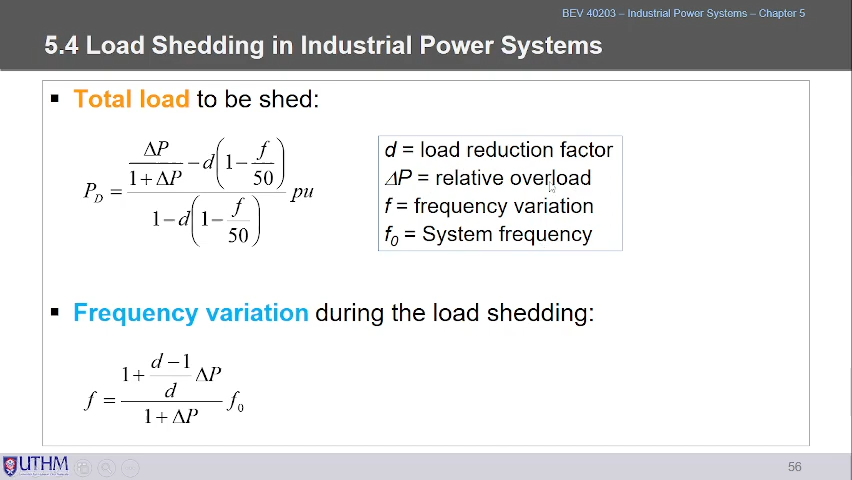 BEV 40203 – Industrial Power Systems – Chapter 5
5.4 Load Shedding in Industrial Power Systems
▪ Total load to be shed:
P_D = (ΔP/(1 + ΔP) − d(1 − f/50)) / (1 − d(1 − f/50)) pu
d = load reduction factor
ΔP = relative overload
f = frequency variation
f₀ = System frequency
▪ Frequency variation during the load shedding:
f = (1 + ((d − 1)/d) ΔP) / (1 + ΔP) f₀
UTHM
56